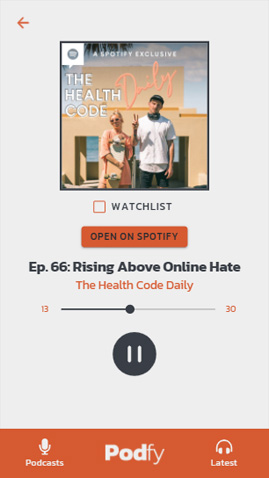 A SPOTIFY EXCLUSIVE
THE
HEALTH
CODE
Daily
WATCHLIST
OPEN ON SPOTIFY
Ep. 66: Rising Above Online Hate
The Health Code Daily
13
30
Podcasts
Podfy
Latest